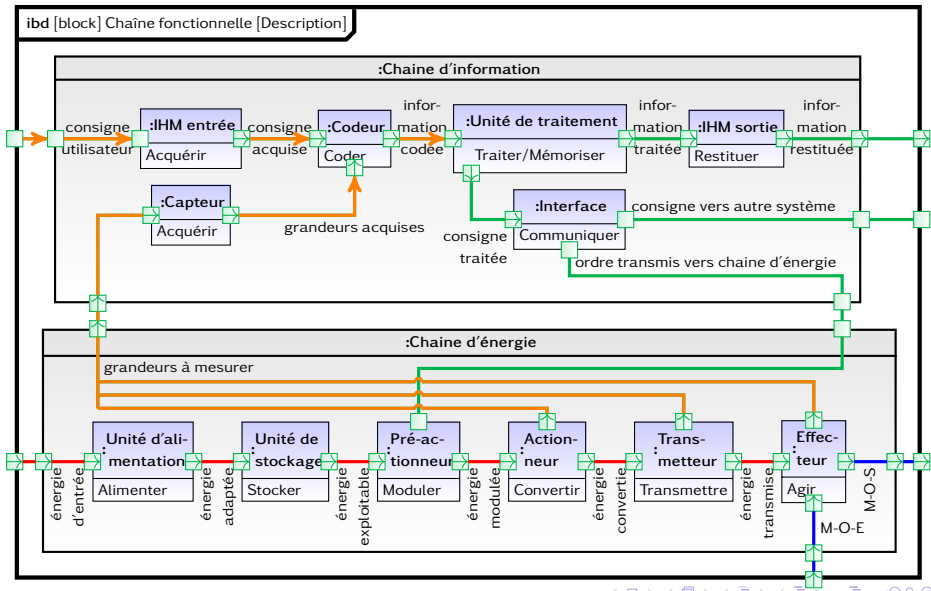 ibd [block] Chaîne fonctionnelle [Description]
:Chaine d'information
consigne
utilisateur
:IHM entrée
Acquérir
consigne
acquise
:Codeur
Coder
infor-
mation
codée
:Unité de traitement
Traiter/Mémoriser
infor-
mation
traitée
:IHM sortie
Restituer
infor-
mation
restituée
:Capteur
Acquérir
grandeurs acquises
consigne
traitée
:Interface
Communiquer
consigne vers autre système
ordre transmis vers chaine d'énergie
:Chaine d'énergie
grandeurs à mesurer
énergie
d'entrée
:Unité d'ali-
mentation
Alimenter
énergie
adaptée
:Unité de
stockage
Stocker
énergie
exploitable
:Pré-ac-
tionneur
Moduler
énergie
modulée
:Action-
neur
Convertir
énergie
convertie
:Trans-
metteur
Transmettre
énergie
transmise
:Effec-
teur
Agir
M-O-S
M-O-E